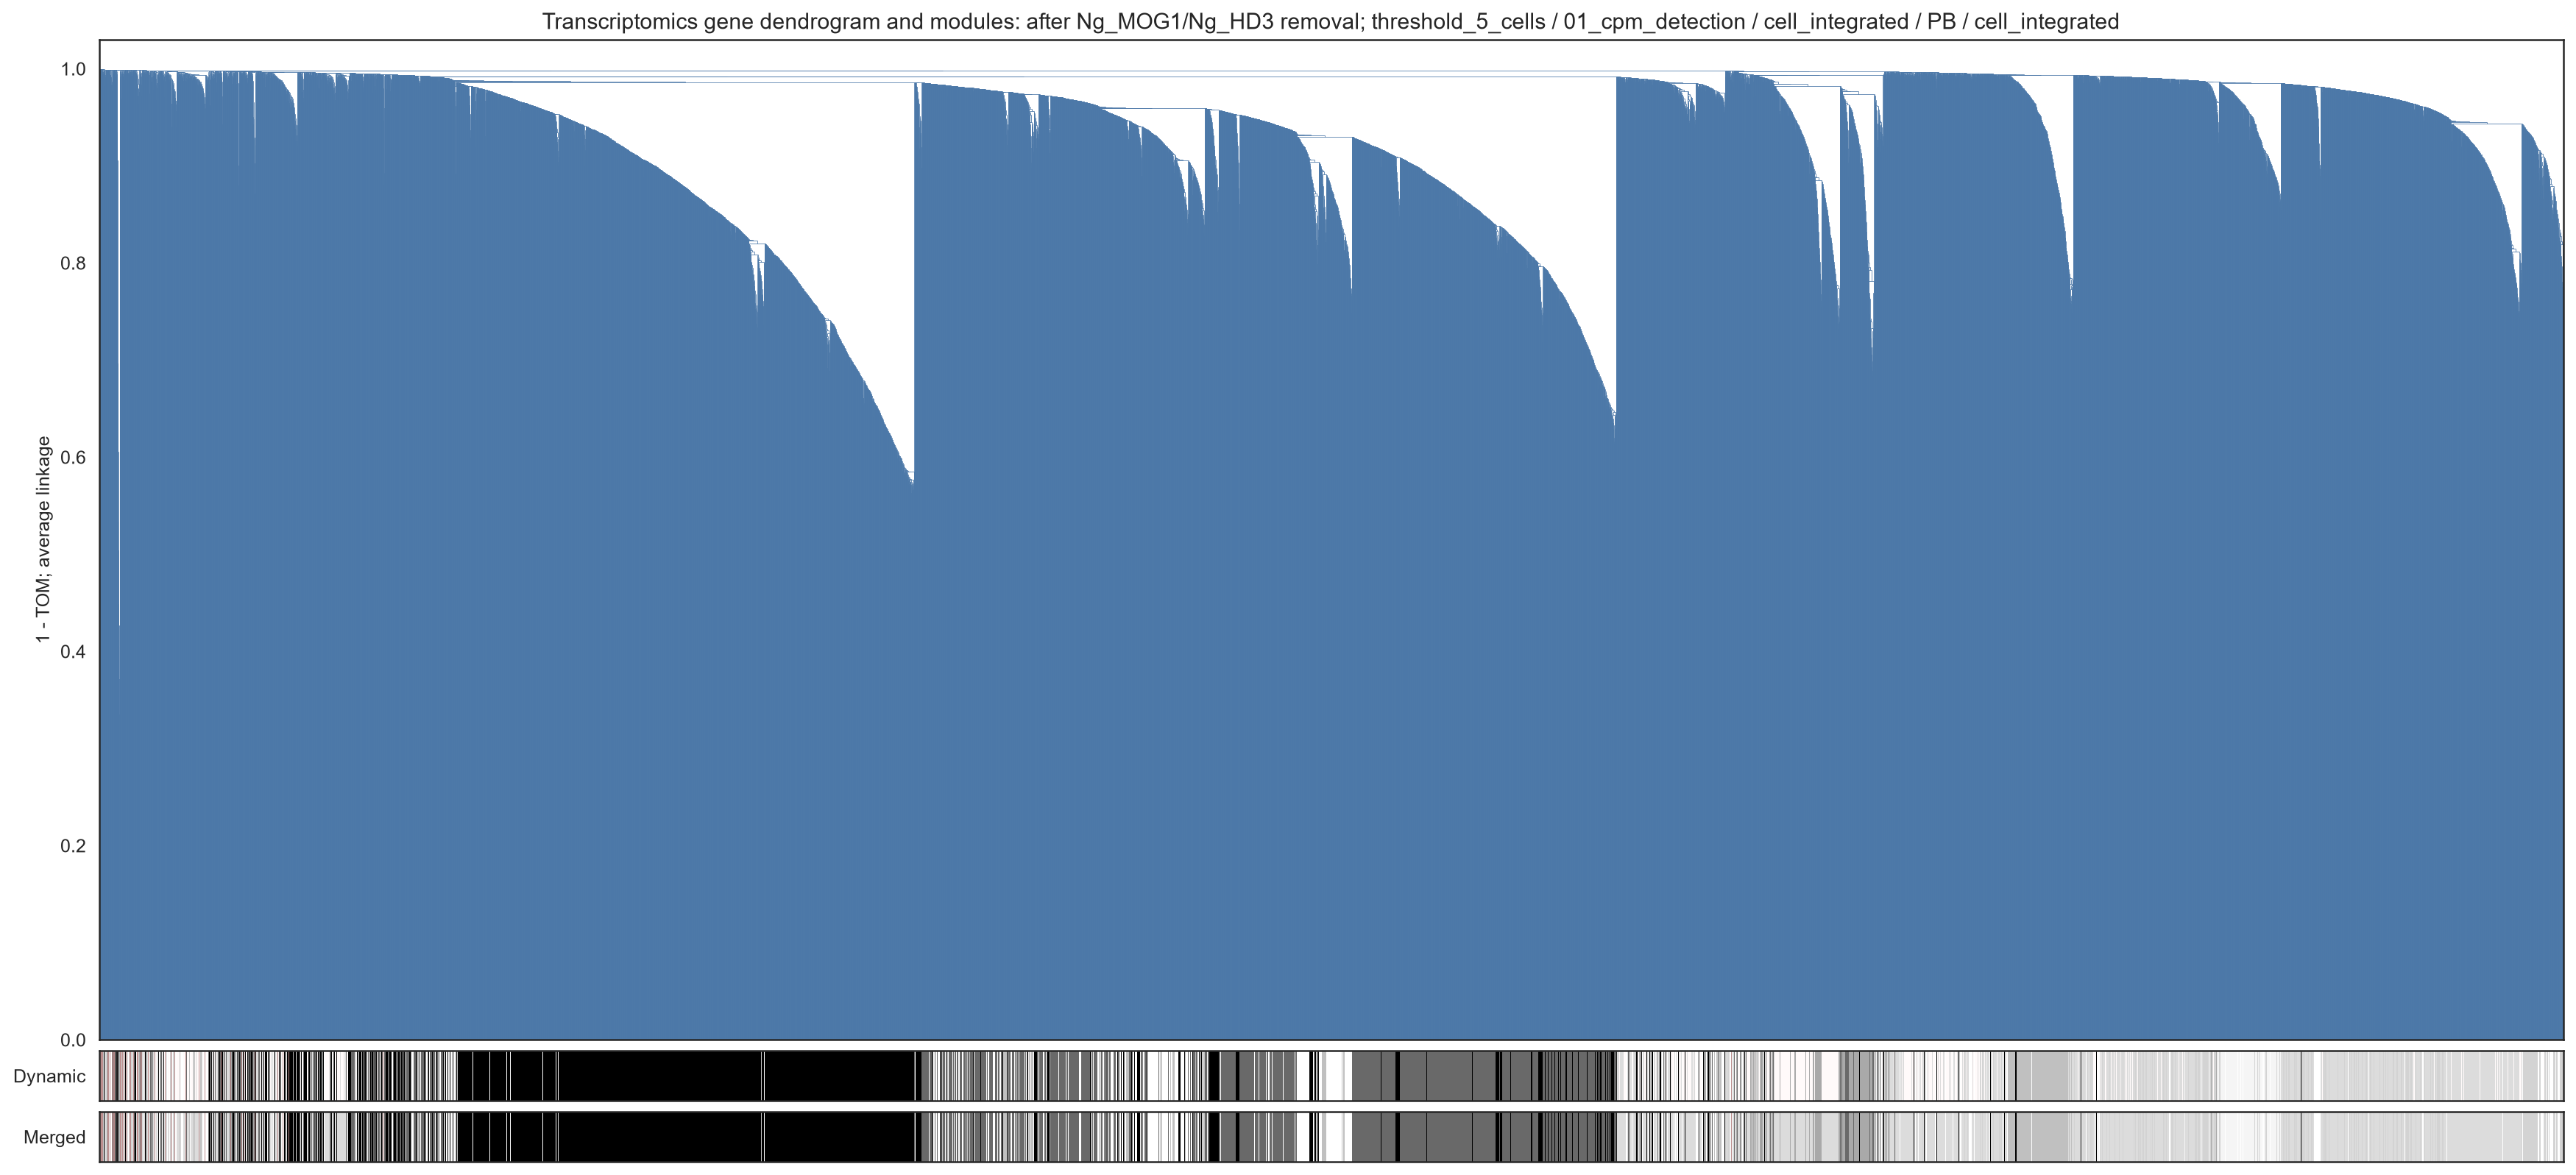 Transcriptomics gene dendrogram and modules: after Ng_MOG1/Ng_HD3 removal; threshold_5_cells / 01_cpm_detection / cell_integrated / PB / cell_integrated
1.0
0.8
0.6
0.4
0.2
0.0
1 - TOM; average linkage
Dynamic
Merged